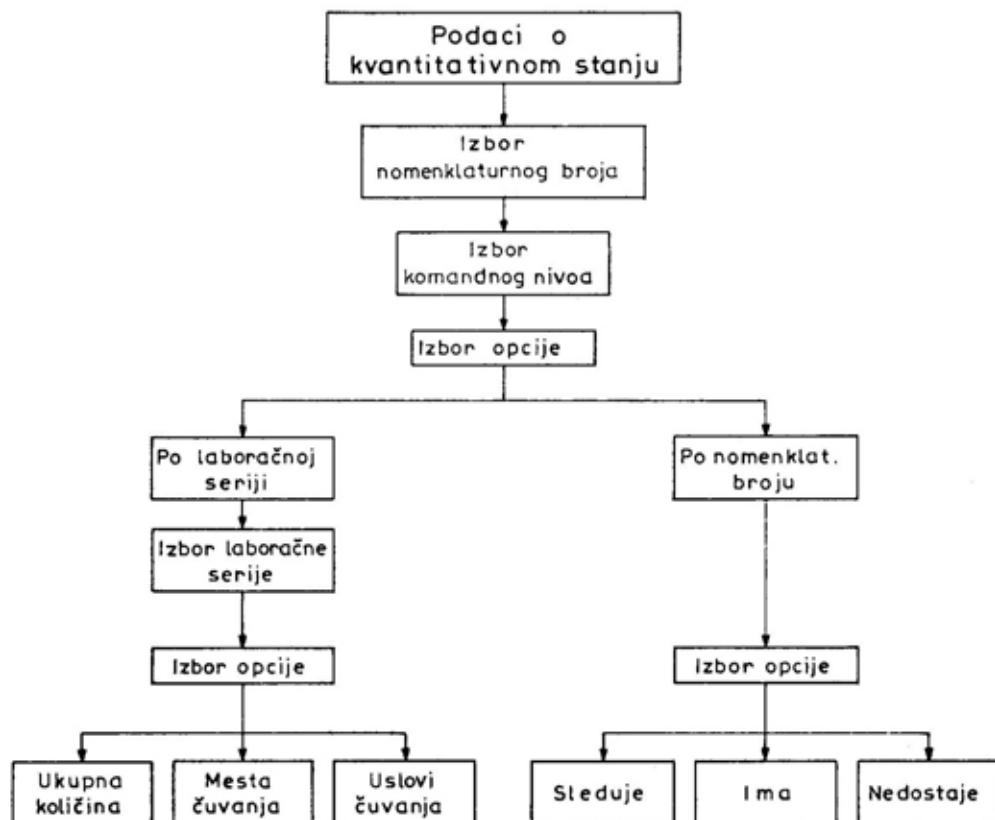 Podaci o
kvantitativnom stanju
Izbor
nomenklaturnog broja
Izbor
komandnog nivoa
Izbor opcije
Po laboračnoj
seriji
Po nomenklat.
broju
Izbor laboračne
serije
Izbor opcije
Izbor opcije
Ukupna
količina
Mesta
čuvanja
Uslovi
čuvanja
Sleduje
Ima
Nedostaje